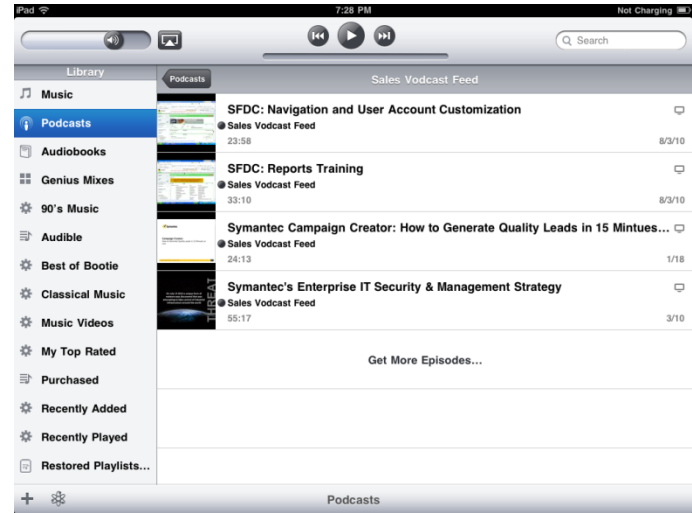 iPad 7:28 PM Not Charging
Search
Library
Podcasts Sales Vodcast Feed
Music
Podcasts
Audiobooks
Genius Mixes
90's Music
Audible
Best of Bootie
Classical Music
Music Videos
My Top Rated
Purchased
Recently Added
Recently Played
Restored Playlists...
SFDC: Navigation and User Account Customization
Sales Vodcast Feed
23:58 8/3/10
SFDC: Reports Training
Sales Vodcast Feed
33:10 8/3/10
Symantec Campaign Creator: How to Generate Quality Leads in 15 Mintues...
Sales Vodcast Feed
24:13 1/18
THREAT
Symantec's Enterprise IT Security & Management Strategy
Sales Vodcast Feed
55:17 3/10
Get More Episodes...
Podcasts